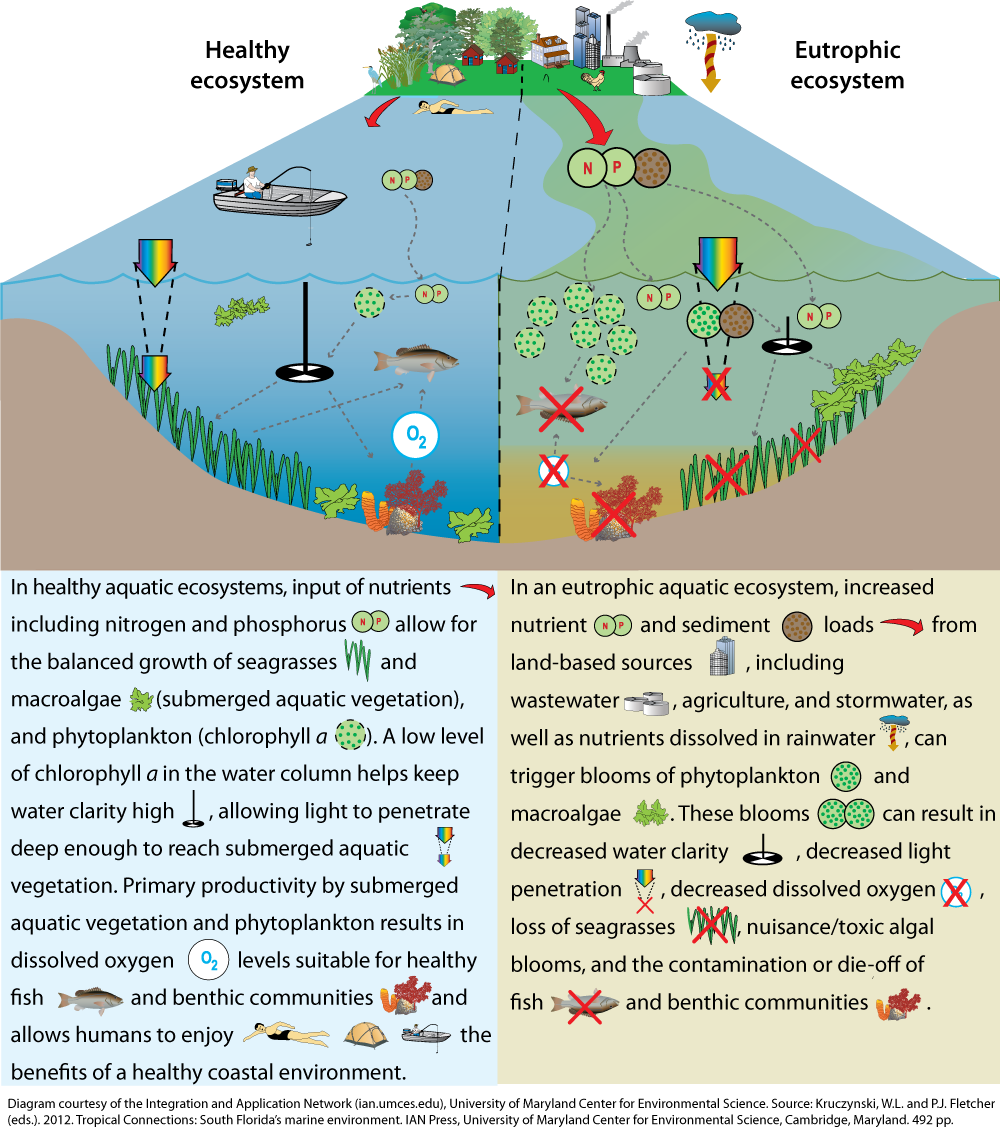 Healthy
ecosystem
Eutrophic
ecosystem
N P
N P
N P
N P
N P
O2
In healthy aquatic ecosystems, input of nutrients
including nitrogen and phosphorus N P allow for
the balanced growth of seagrasses and
macroalgae (submerged aquatic vegetation),
and phytoplankton (chlorophyll a ). A low level
of chlorophyll a in the water column helps keep
water clarity high , allowing light to penetrate
deep enough to reach submerged aquatic
vegetation. Primary productivity by submerged
aquatic vegetation and phytoplankton results in
dissolved oxygen O2 levels suitable for healthy
fish and benthic communities and
allows humans to enjoy the
benefits of a healthy coastal environment.
In an eutrophic aquatic ecosystem, increased
nutrient N P and sediment loads from
land-based sources , including
wastewater , agriculture, and stormwater, as
well as nutrients dissolved in rainwater , can
trigger blooms of phytoplankton and
macroalgae . These blooms can result in
decreased water clarity , decreased light
penetration , decreased dissolved oxygen ,
loss of seagrasses , nuisance/toxic algal
blooms, and the contamination or die-off of
fish and benthic communities .
Diagram courtesy of the Integration and Application Network (ian.umces.edu), University of Maryland Center for Environmental Science. Source: Kruczynski, W.L. and P.J. Fletcher
(eds.). 2012. Tropical Connections: South Florida's marine environment. IAN Press, University of Maryland Center for Environmental Science, Cambridge, Maryland. 492 pp.